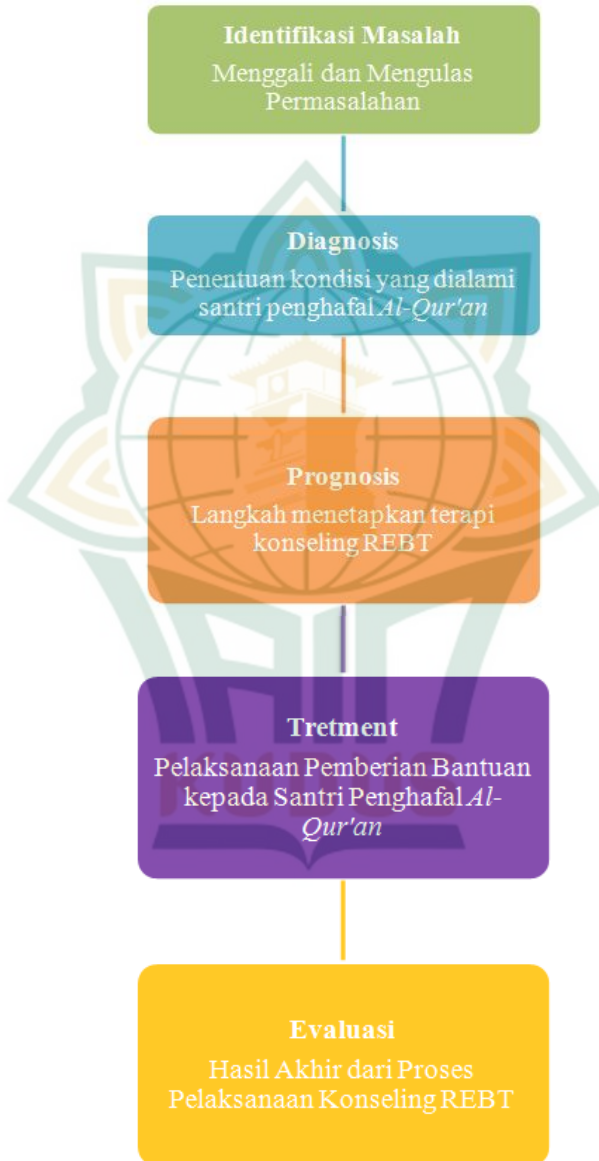 Identifikasi Masalah
Menggali dan Mengulas
Permasalahan
Diagnosis
Penentuan kondisi yang dialami
santri penghafal Al-Qur'an
Prognosis
Langkah menetapkan terapi
konseling REBT
Tretment
Pelaksanaan Pemberian Bantuan
kepada Santri Penghafal Al-
Qur'an
Evaluasi
Hasil Akhir dari Proses
Pelaksanaan Konseling REBT
IAIN
KUDUS